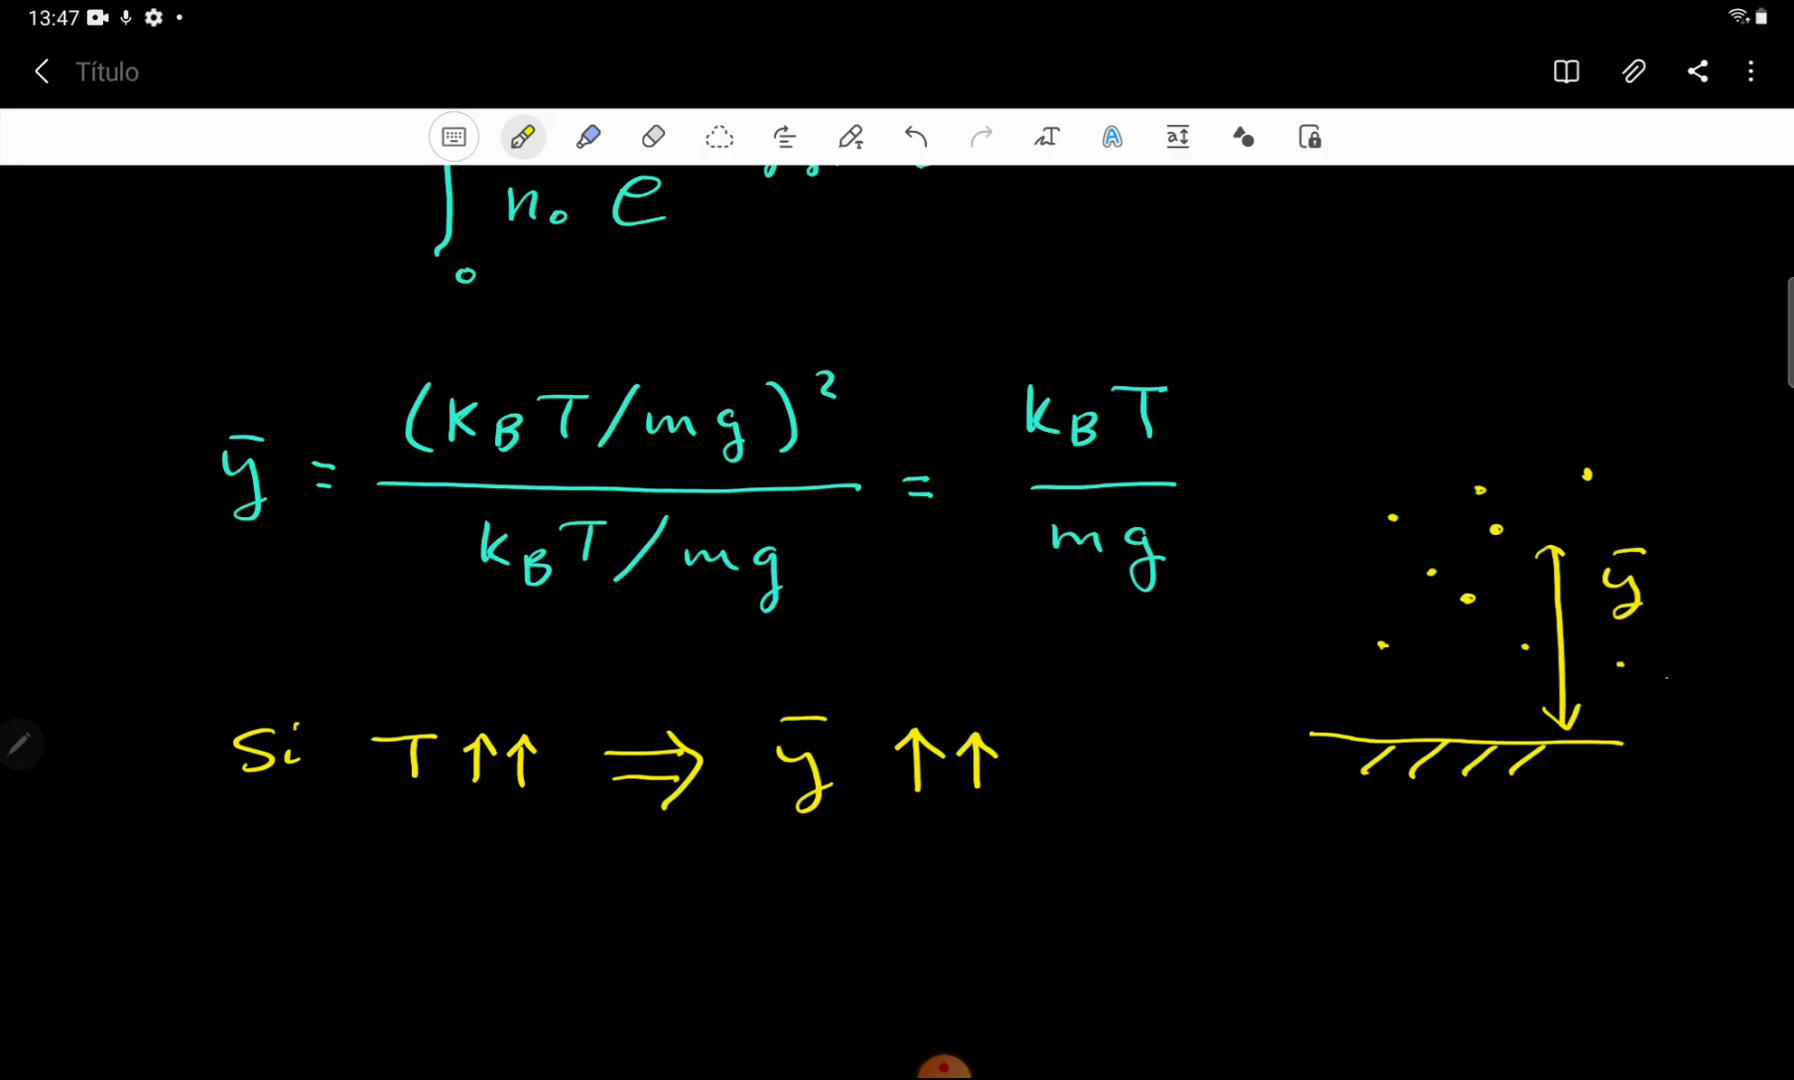 13:47
Título
∫₀ n₀ e
ȳ = (k_B T/mg)² / (k_B T/mg) = k_B T / mg
ȳ
Si T ↑↑ ⇒ ȳ ↑↑